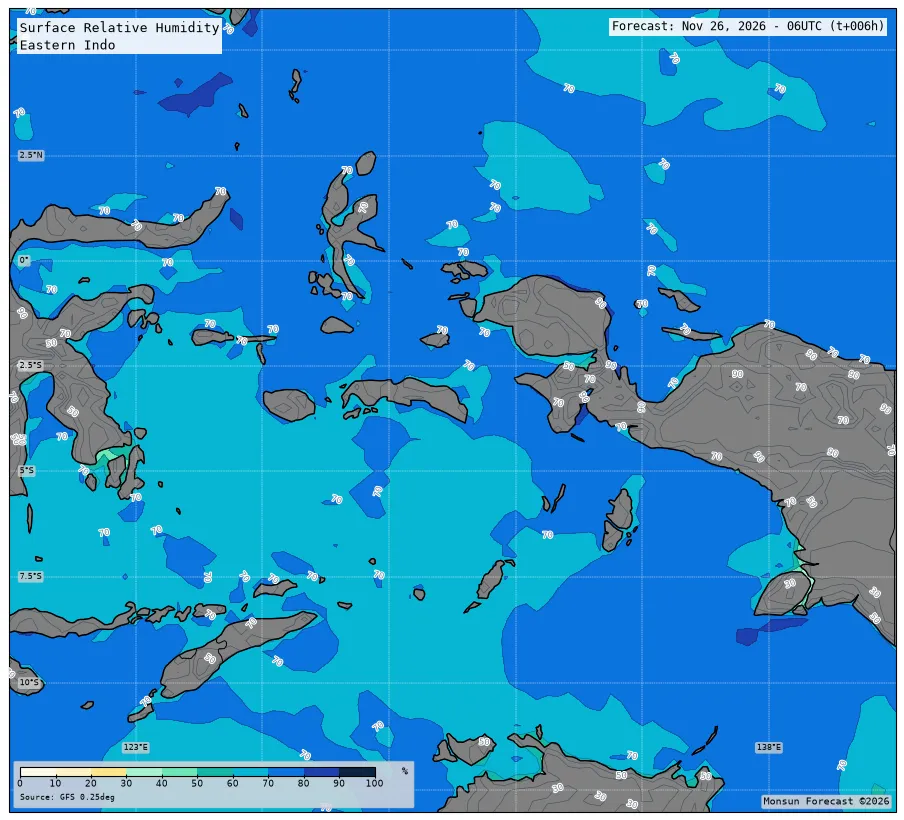 Surface Relative Humidity
Eastern Indo
Forecast: Nov 26, 2026 - 06UTC (t+006h)
2.5°N
0°
2.5°S
5°S
7.5°S
10°S
123°E
138°E
0 10 20 30 40 50 60 70 80 90 100 %
Source: GFS 0.25deg
Monsun Forecast ©2026